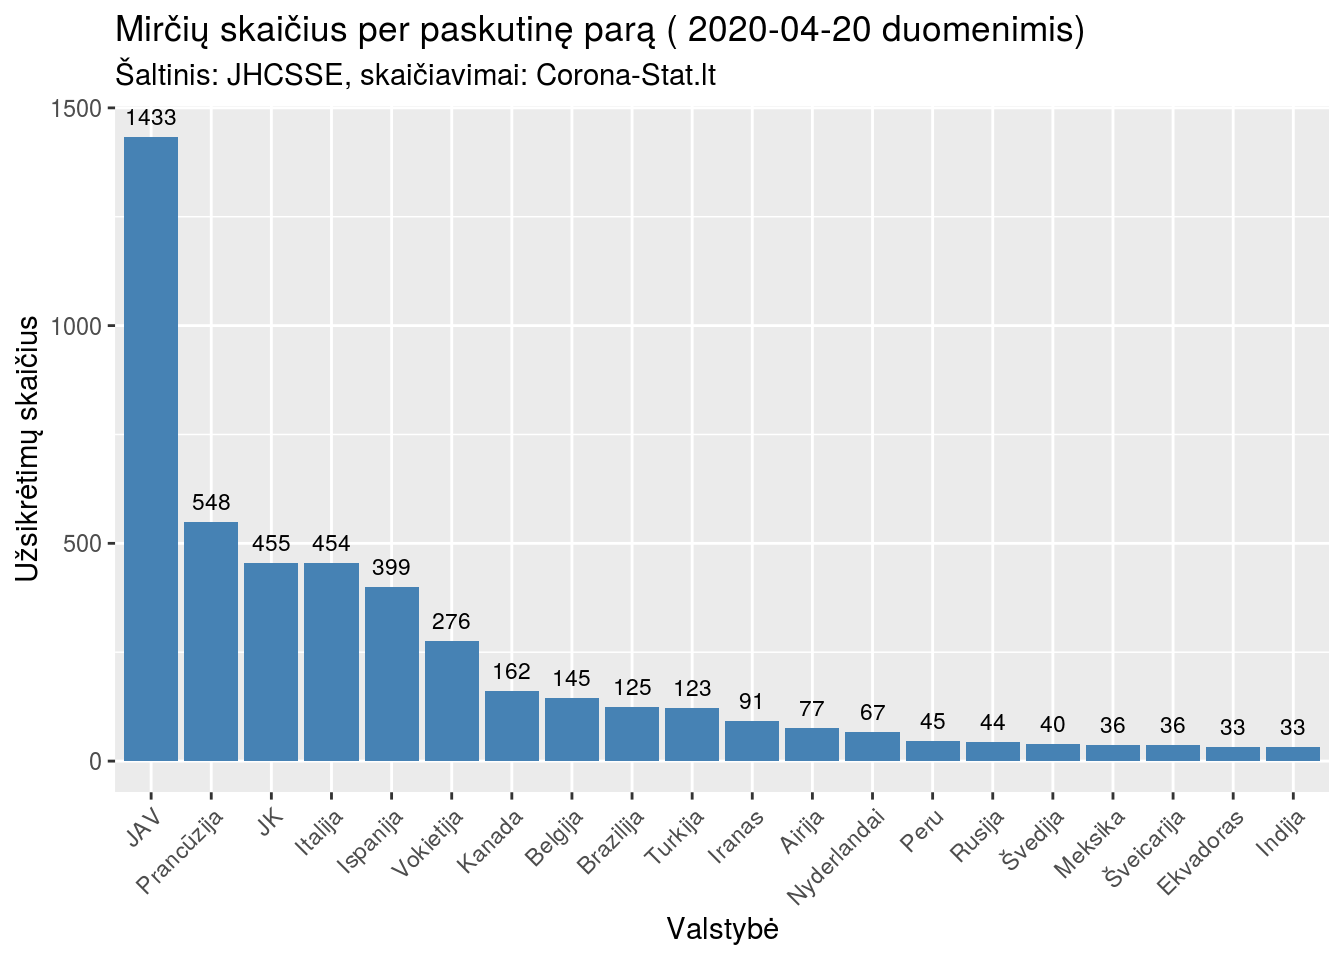 Mirčių skaičius per paskutinę parą ( 2020-04-20 duomenimis)
Šaltinis: JHCSSE, skaičiavimai: Corona-Stat.lt
Užsikrėtimų skaičius
1500
1000
500
0
1433
548
455
454
399
276
162
145
125
123
91
77
67
45
44
40
36
36
33
33
JAV
Prancūzija
JK
Italija
Ispanija
Vokietija
Kanada
Belgija
Brazilija
Turkija
Iranas
Airija
Nyderlandai
Peru
Rusija
Švedija
Meksika
Šveicarija
Ekvadoras
Indija
Valstybė